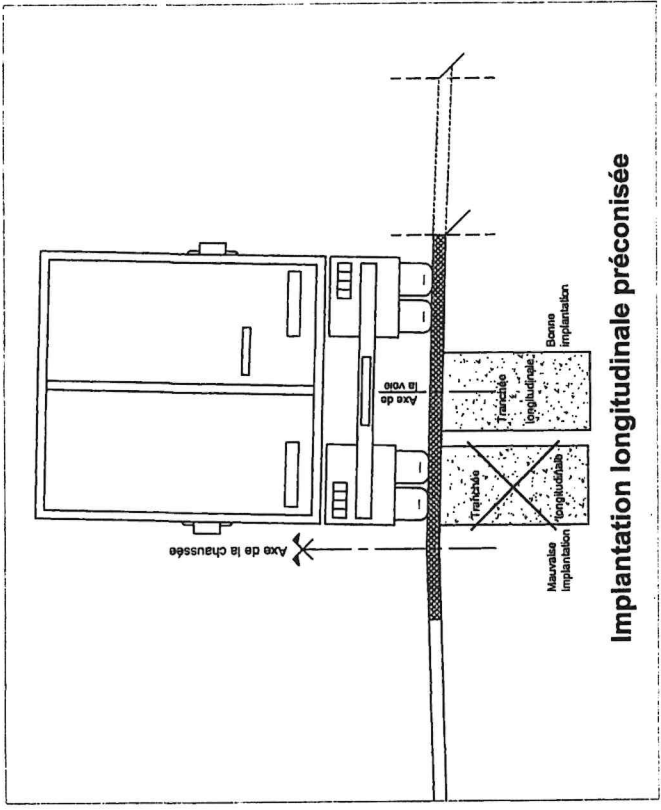 Axe de la chaussée
Axe de
la voie
Tranchée
longitudinale
Tranchée
longitudinale
Mauvaise
Implantation
Bonne
implantation
Implantation longitudinale préconisée